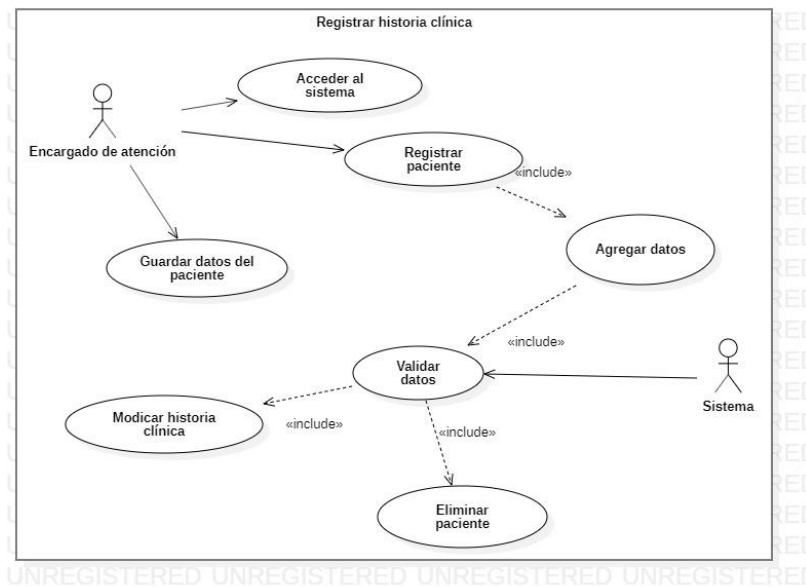 Registrar historia clínica
Acceder al
sistema
Encargado de atención
Registrar
paciente
«include»
Agregar datos
Guardar datos del
paciente
«include»
Validar
datos
Sistema
Modicar historia
clínica
«include»
«include»
Eliminar
paciente
UNREGISTERED UNREGISTERED UNREGISTERED UNREGISTERED